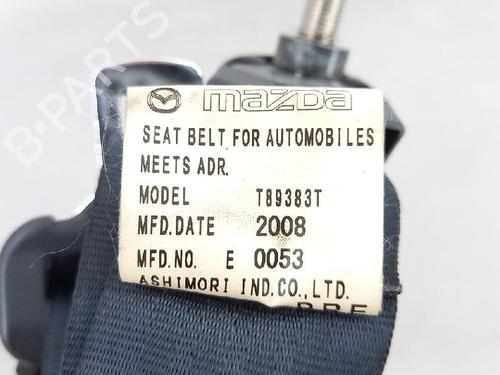 mazda
SEAT BELT FOR AUTOMOBILES
MEETS ADR.
MODEL T89383T
MFD.DATE 2008
MFD.NO. E 0053
ASHIMORI IND.CO.,LTD.
B-PARTS